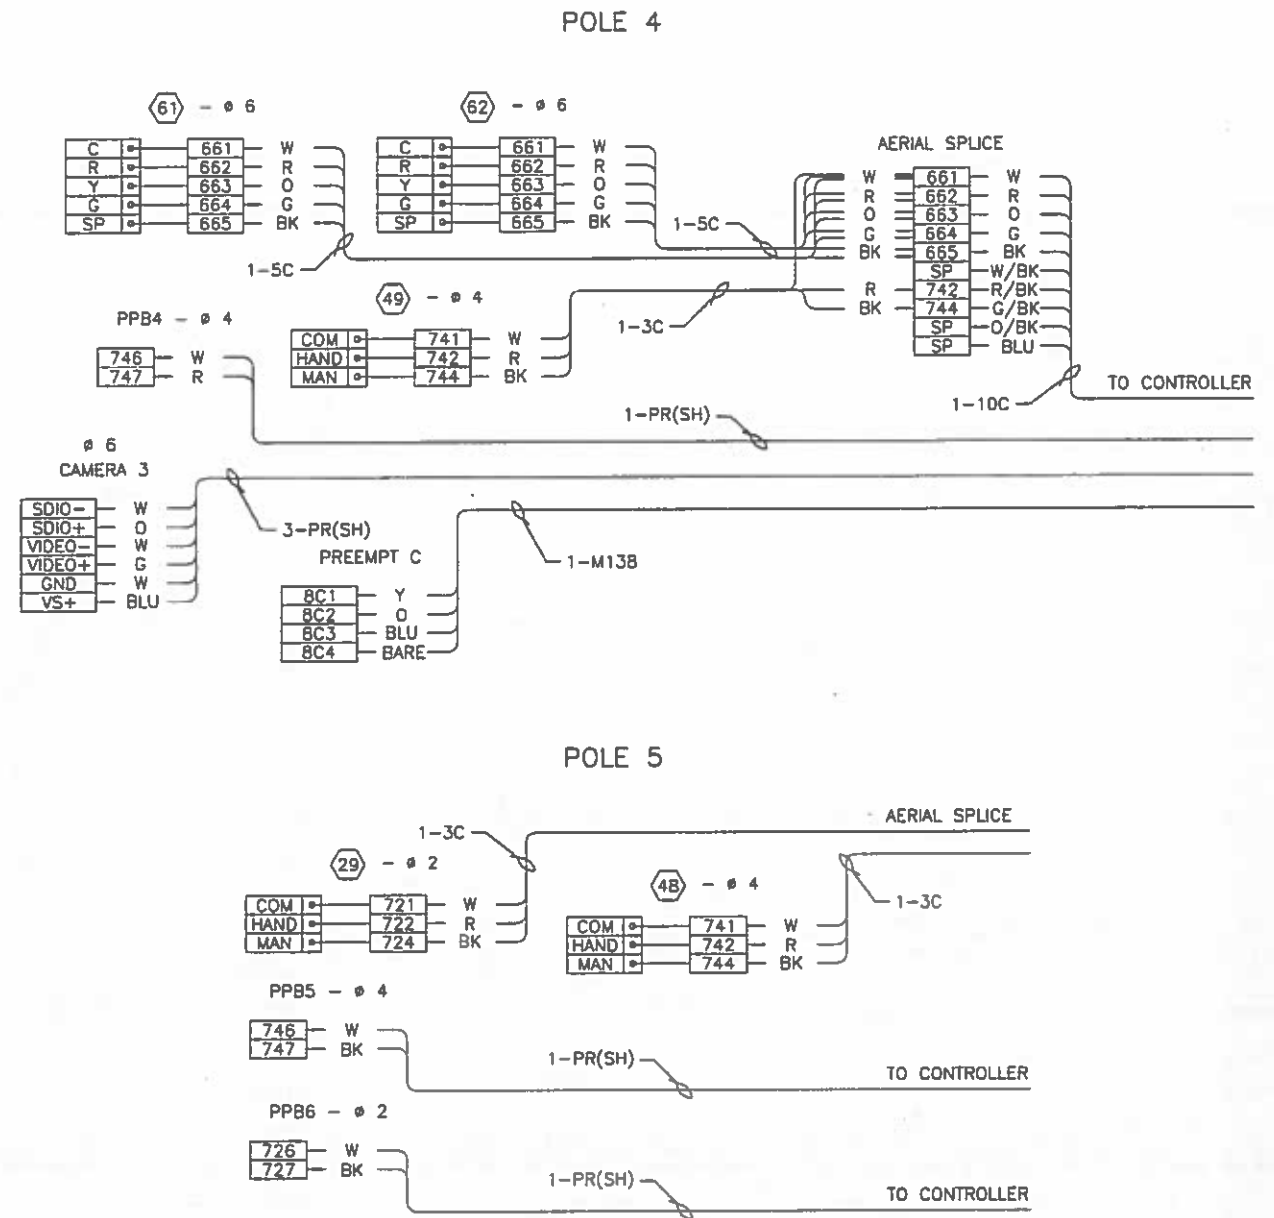 POLE 4
61 - ø 6
C 661 W
R 662 R
Y 663 O
G 664 G
SP 665 BK
1-5C
62 - ø 6
C 661 W
R 662 R
Y 663 O
G 664 G
SP 665 BK
1-5C
AERIAL SPLICE
W 661 W
R 662 R
O 663 O
G 664 G
BK 665 BK
SP W/BK
R 742 R/BK
BK 744 G/BK
SP O/BK
SP BLU
1-10C
TO CONTROLLER
49 - ø 4
COM 741 W
HAND 742 R
MAN 744 BK
1-3C
PPB4 - ø 4
746 W
747 R
1-PR(SH)
ø 6
CAMERA 3
SDIO- W
SDIO+ O
VIDEO- W
VIDEO+ G
GND W
VS+ BLU
3-PR(SH)
PREEMPT C
8C1 Y
8C2 O
8C3 BLU
8C4 BARE
1-M138
POLE 5
AERIAL SPLICE
1-3C
29 - ø 2
COM 721 W
HAND 722 R
MAN 724 BK
48 - ø 4
COM 741 W
HAND 742 R
MAN 744 BK
1-3C
PPB5 - ø 4
746 W
747 BK
1-PR(SH)
TO CONTROLLER
PPB6 - ø 2
726 W
727 BK
1-PR(SH)
TO CONTROLLER